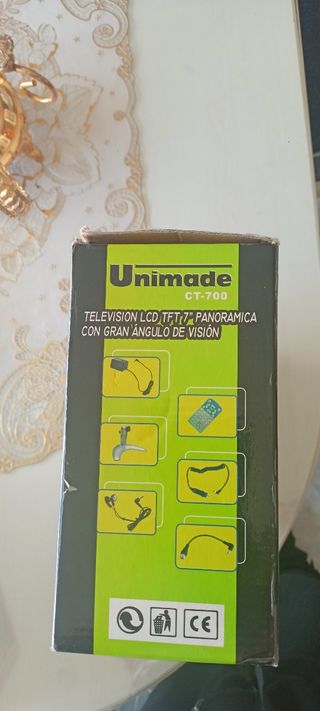 Unimade
CT-700
TELEVISION LCD TFT 7" PANORAMICA
CON GRAN ÁNGULO DE VISIÓN
CE